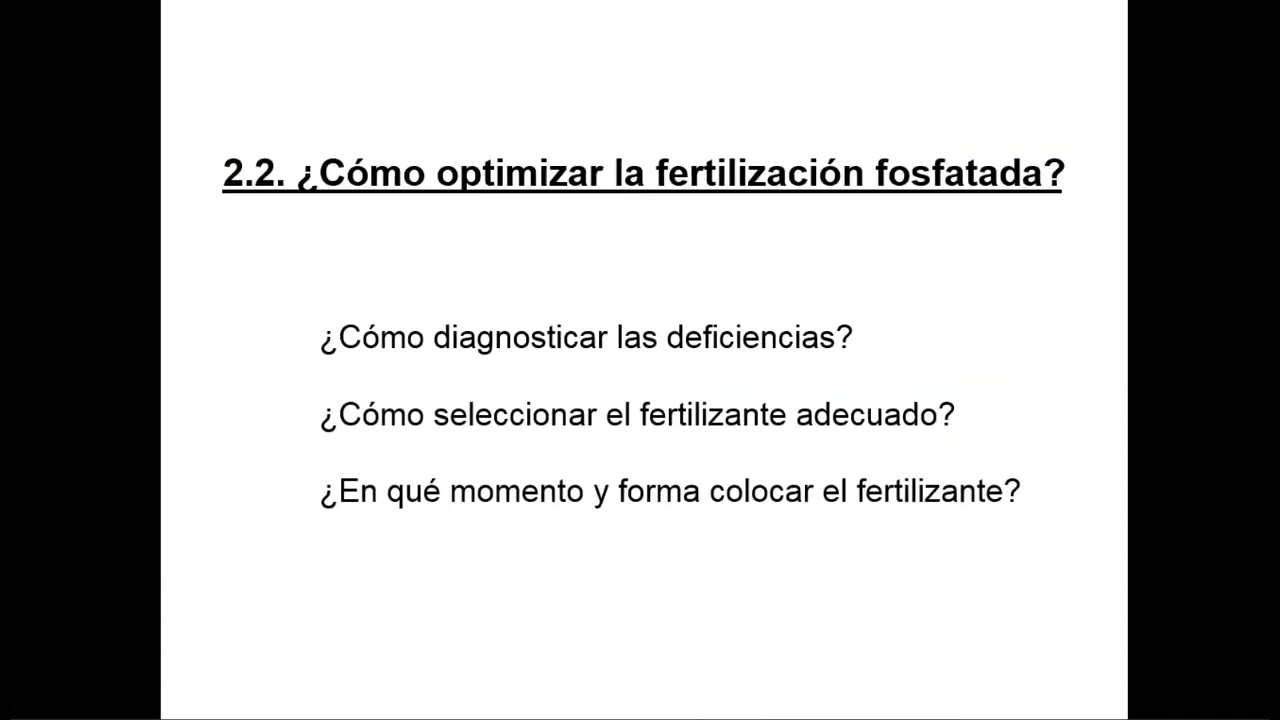 2.2. ¿Cómo optimizar la fertilización fosfatada?
¿Cómo diagnosticar las deficiencias?
¿Cómo seleccionar el fertilizante adecuado?
¿En qué momento y forma colocar el fertilizante?